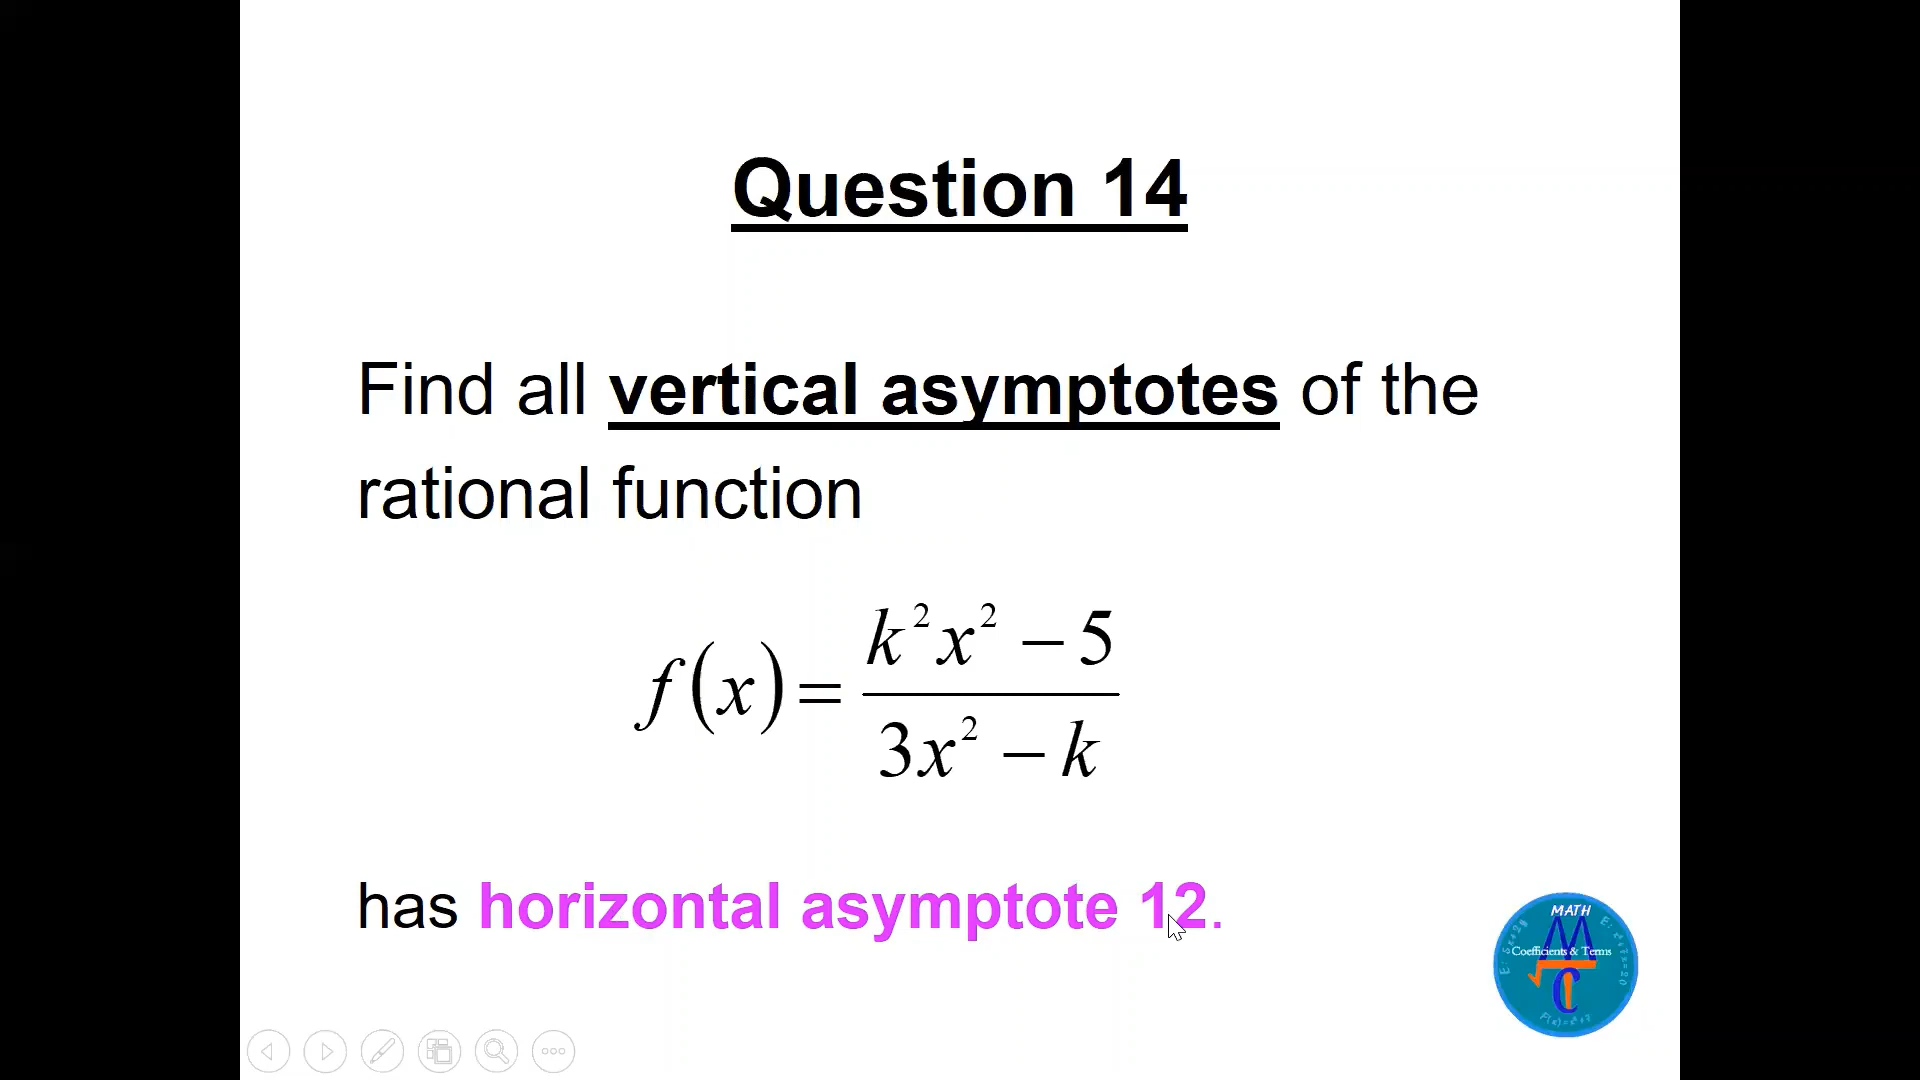 Question 14
Find all vertical asymptotes of the
rational function
f(x) = (k²x² − 5) / (3x² − k)
has horizontal asymptote 12.
MATH
M
Coefficients & Terms
C